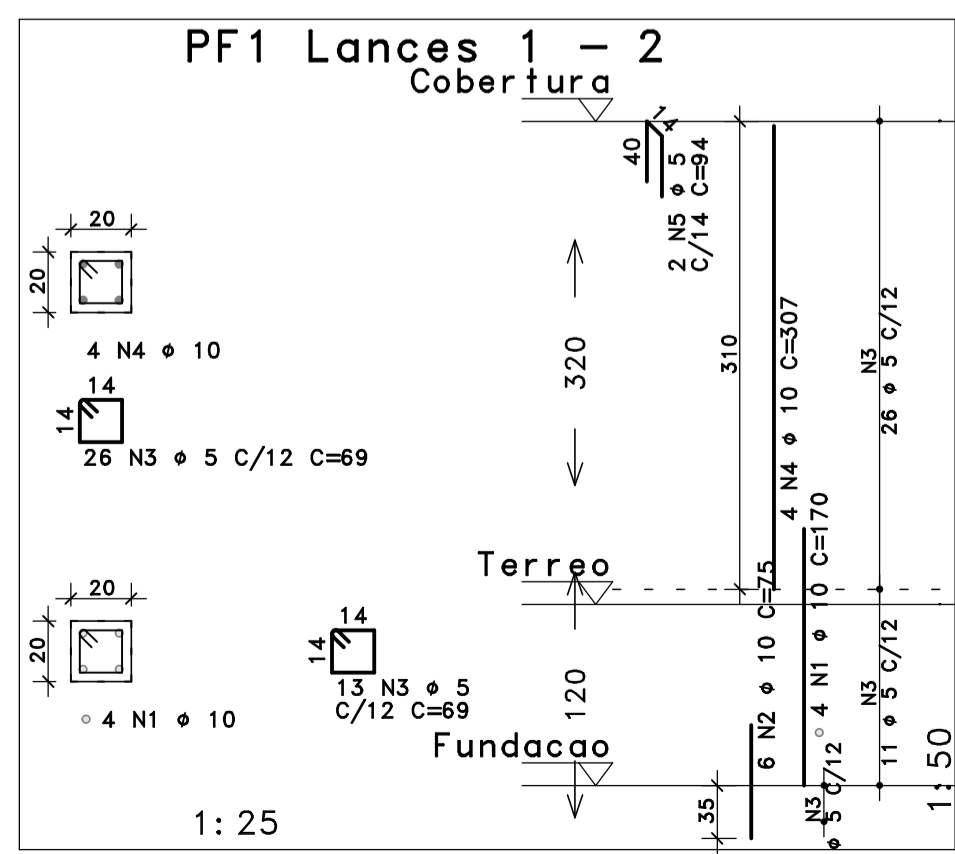 PF1 Lances 1 - 2
Cobertura
14
40
2 N5 ø 5
C/14 C=94
20
20
4 N4 ø 10
14
14
26 N3 ø 5 C/12 C=69
320
310
4 N4 ø 10 C=307
N3
26 ø 5 C/12
Terreo
20
20
4 N1 ø 10
14
14
13 N3 ø 5
C/12 C=69
120
6 N2 ø 10 C=75
4 N1 ø 10 C=170
N3
11 ø 5 C/12
Fundacao
35
N3
ø 5 C/12
1:25
1:50